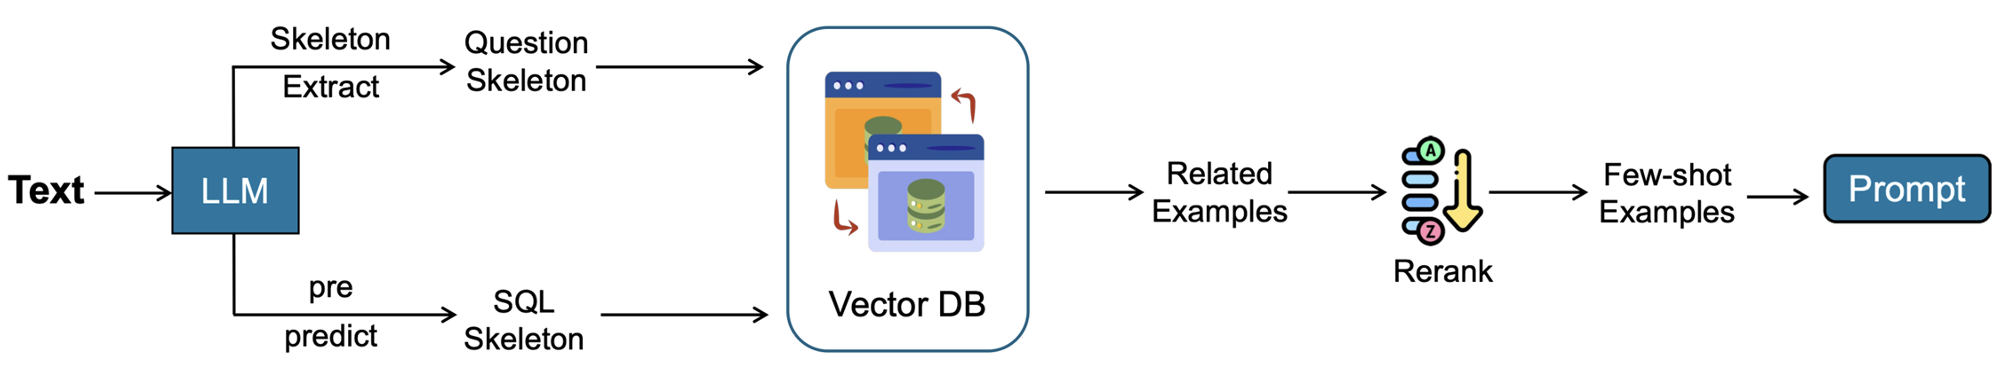 Text
LLM
Skeleton
Extract
Question
Skeleton
pre
predict
SQL
Skeleton
Vector DB
Related
Examples
A
Z
Rerank
Few-shot
Examples
Prompt